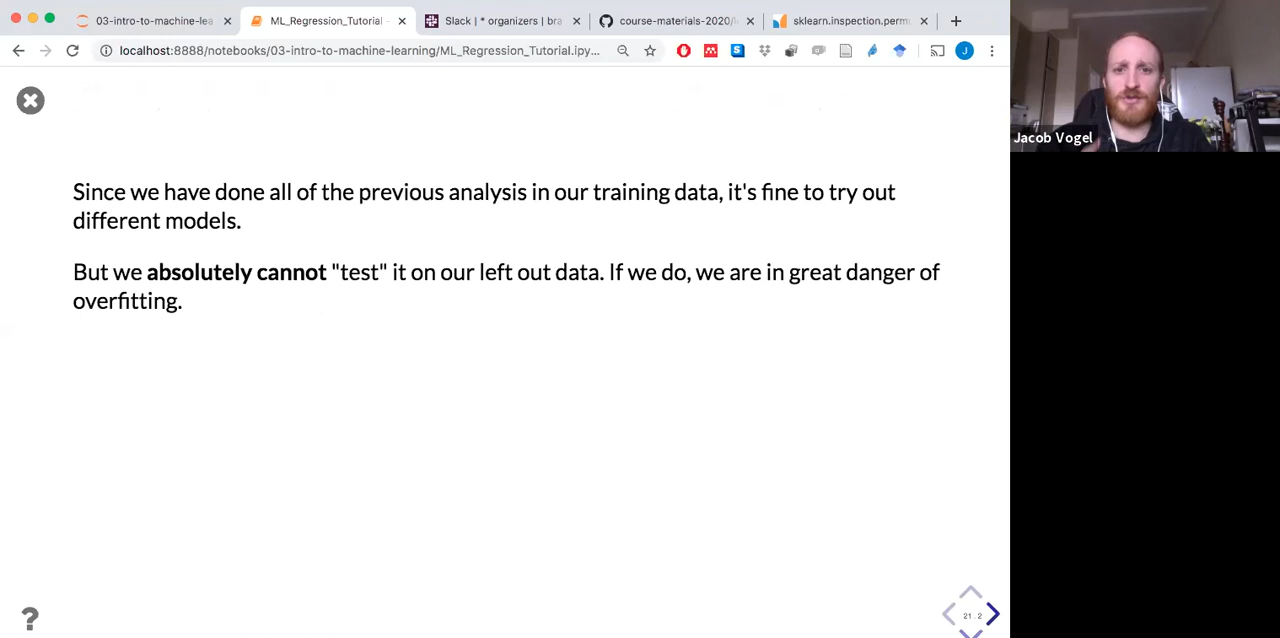 03-intro-to-machine-lea
ML_Regression_Tutorial -
Slack | * organizers | bra
course-materials-2020/
sklearn.inspection.perm
localhost:8888/notebooks/03-intro-to-machine-learning/ML_Regression_Tutorial.ipy...
J
Jacob Vogel
Since we have done all of the previous analysis in our training data, it's fine to try out
different models.
But we absolutely cannot "test" it on our left out data. If we do, we are in great danger of
overfitting.
?
21.2